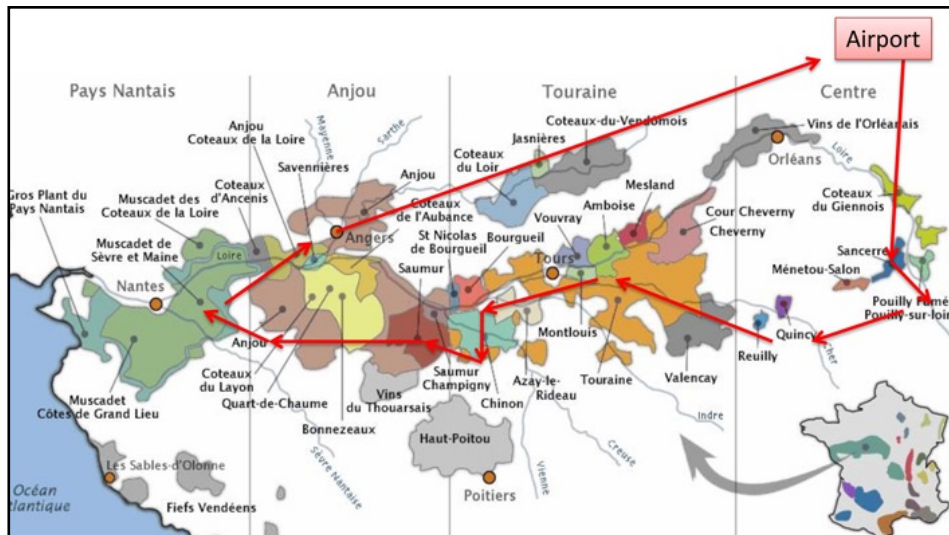 Airport
Pays Nantais
Anjou
Touraine
Centre
Anjou
Coteaux de la Loire
Mayenne
Sarthe
Savennières
Coteaux
d'Ancenis
Muscadet des
Coteaux de la Loire
Gros Plant du
Pays Nantais
Muscadet de
Sèvre et Maine
Loire
Nantes
Anjou
Angers
Coteaux
de l'Aubance
St Nicolas
de Bourgueil
Saumur
Coteaux
du Loir
Jasnières
Coteaux-du-Vendômois
Bourgueil
Vouvray
Amboise
Mesland
Tours
Cour Cheverny
Cheverny
Vins de l'Orléanais
Orléans
Loire
Coteaux
du Giennois
Sancerre
Ménetou-Salon
Pouilly Fumé
Pouilly-sur-loire
Quincy
Cher
Reuilly
Valencay
Montlouis
Touraine
Azay-le-
Rideau
Chinon
Saumur
Champigny
Vins
du Thouarsais
Anjou
Coteaux
du Layon
Quart-de-Chaume
Bonnezeaux
Muscadet
Côtes de Grand Lieu
Haut-Poitou
Indre
Creuse
Vienne
Sèvre Nantaise
Poitiers
Les Sables-d'Olonne
Fiefs Vendéens
Océan
tlantique